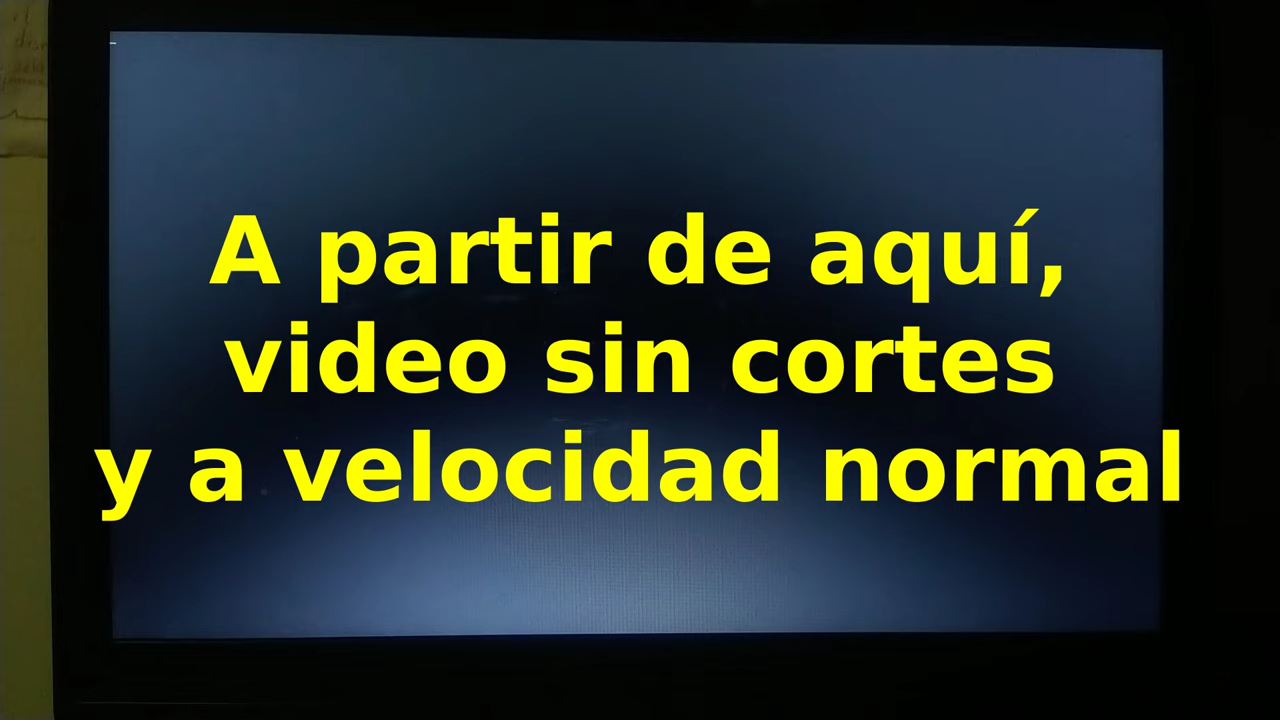 A partir de aquí,
video sin cortes
y a velocidad normal